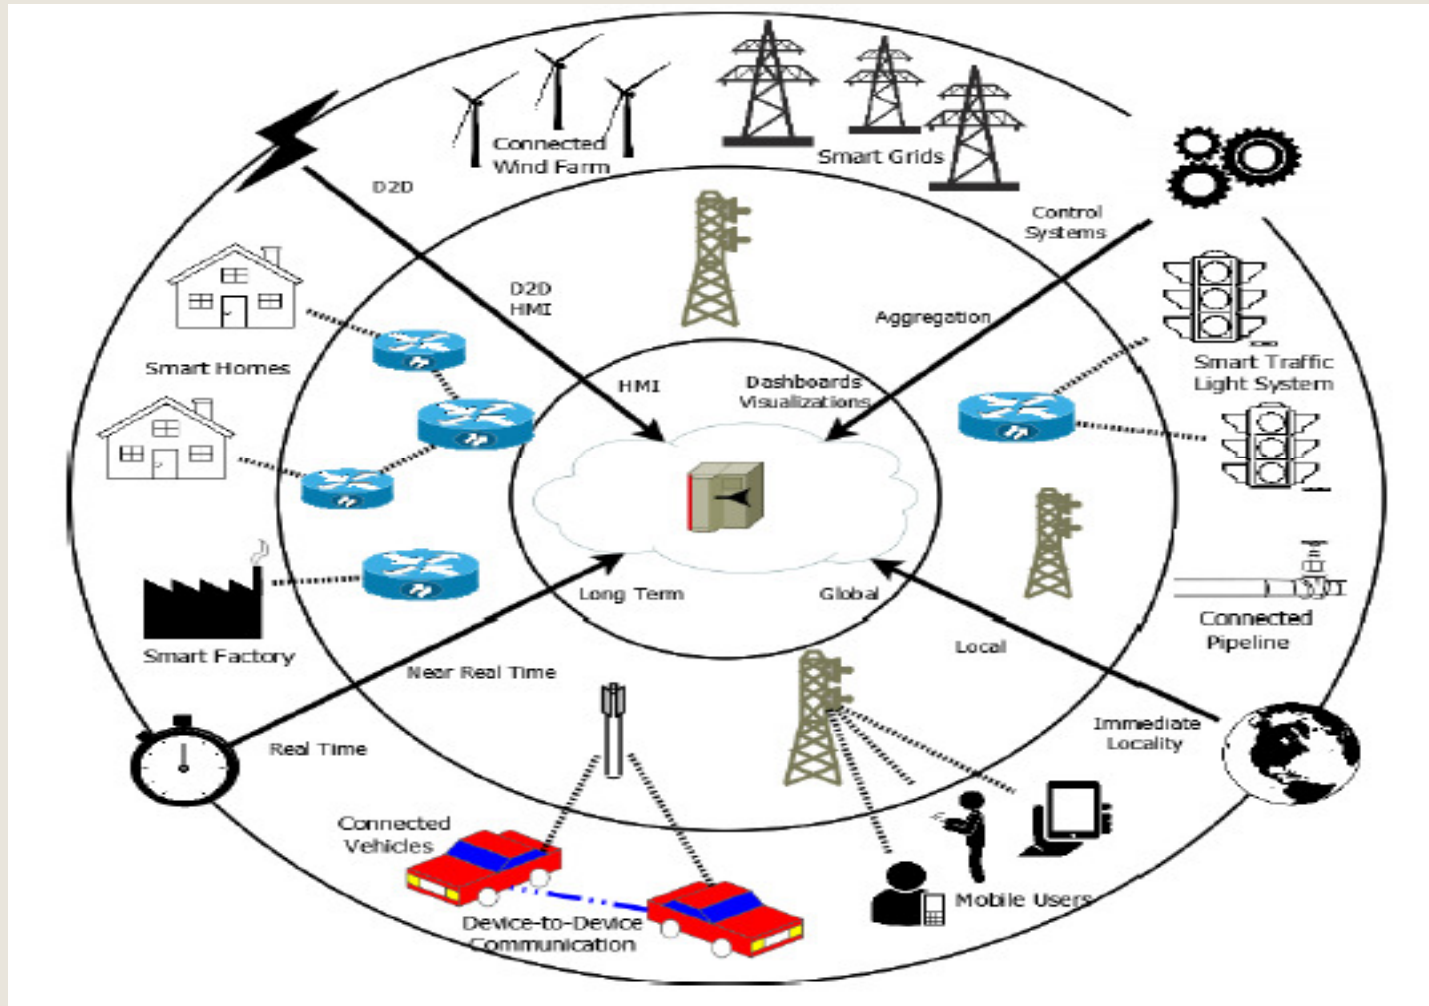 Connected
Wind Farm
Smart Grids
D2D
Control
Systems
D2D
HMI
Aggregation
Smart Homes
HMI
Dashboards
Visualizations
Smart Traffic
Light System
Long Term
Global
Connected
Pipeline
Smart Factory
Near Real Time
Local
Real Time
Immediate
Locality
Connected
Vehicles
Mobile Users
Device-to-Device
Communication